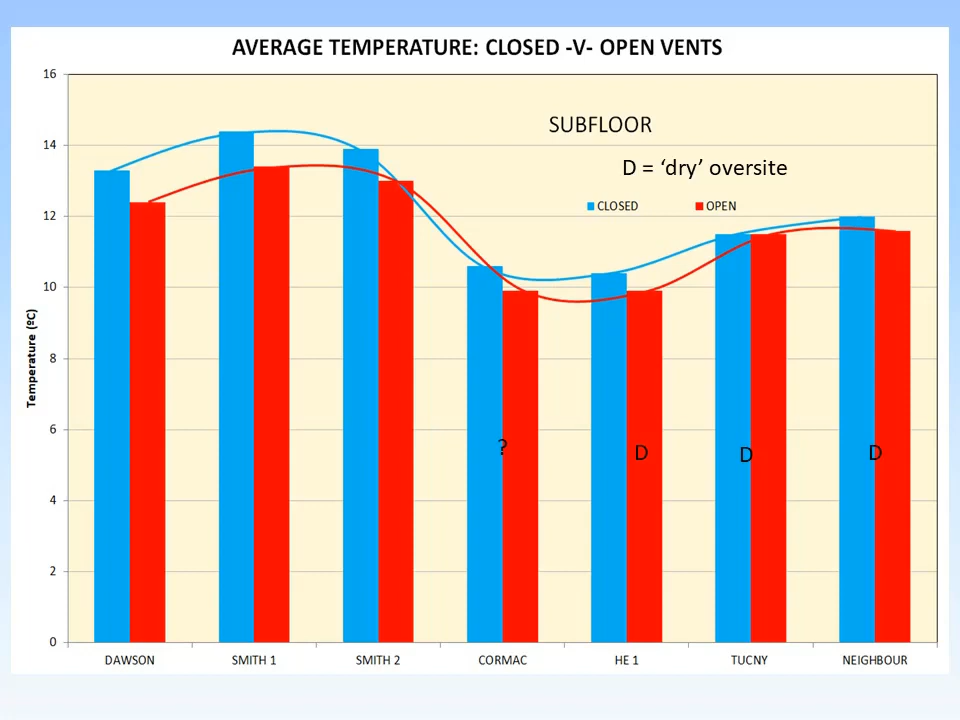 AVERAGE TEMPERATURE: CLOSED -V- OPEN VENTS
16
14
12
10
8
6
4
2
0
Temperature (ºC)
SUBFLOOR
D = ‘dry’ oversite
CLOSED OPEN
? D D D
DAWSON SMITH 1 SMITH 2 CORMAC HE 1 TUCNY NEIGHBOUR